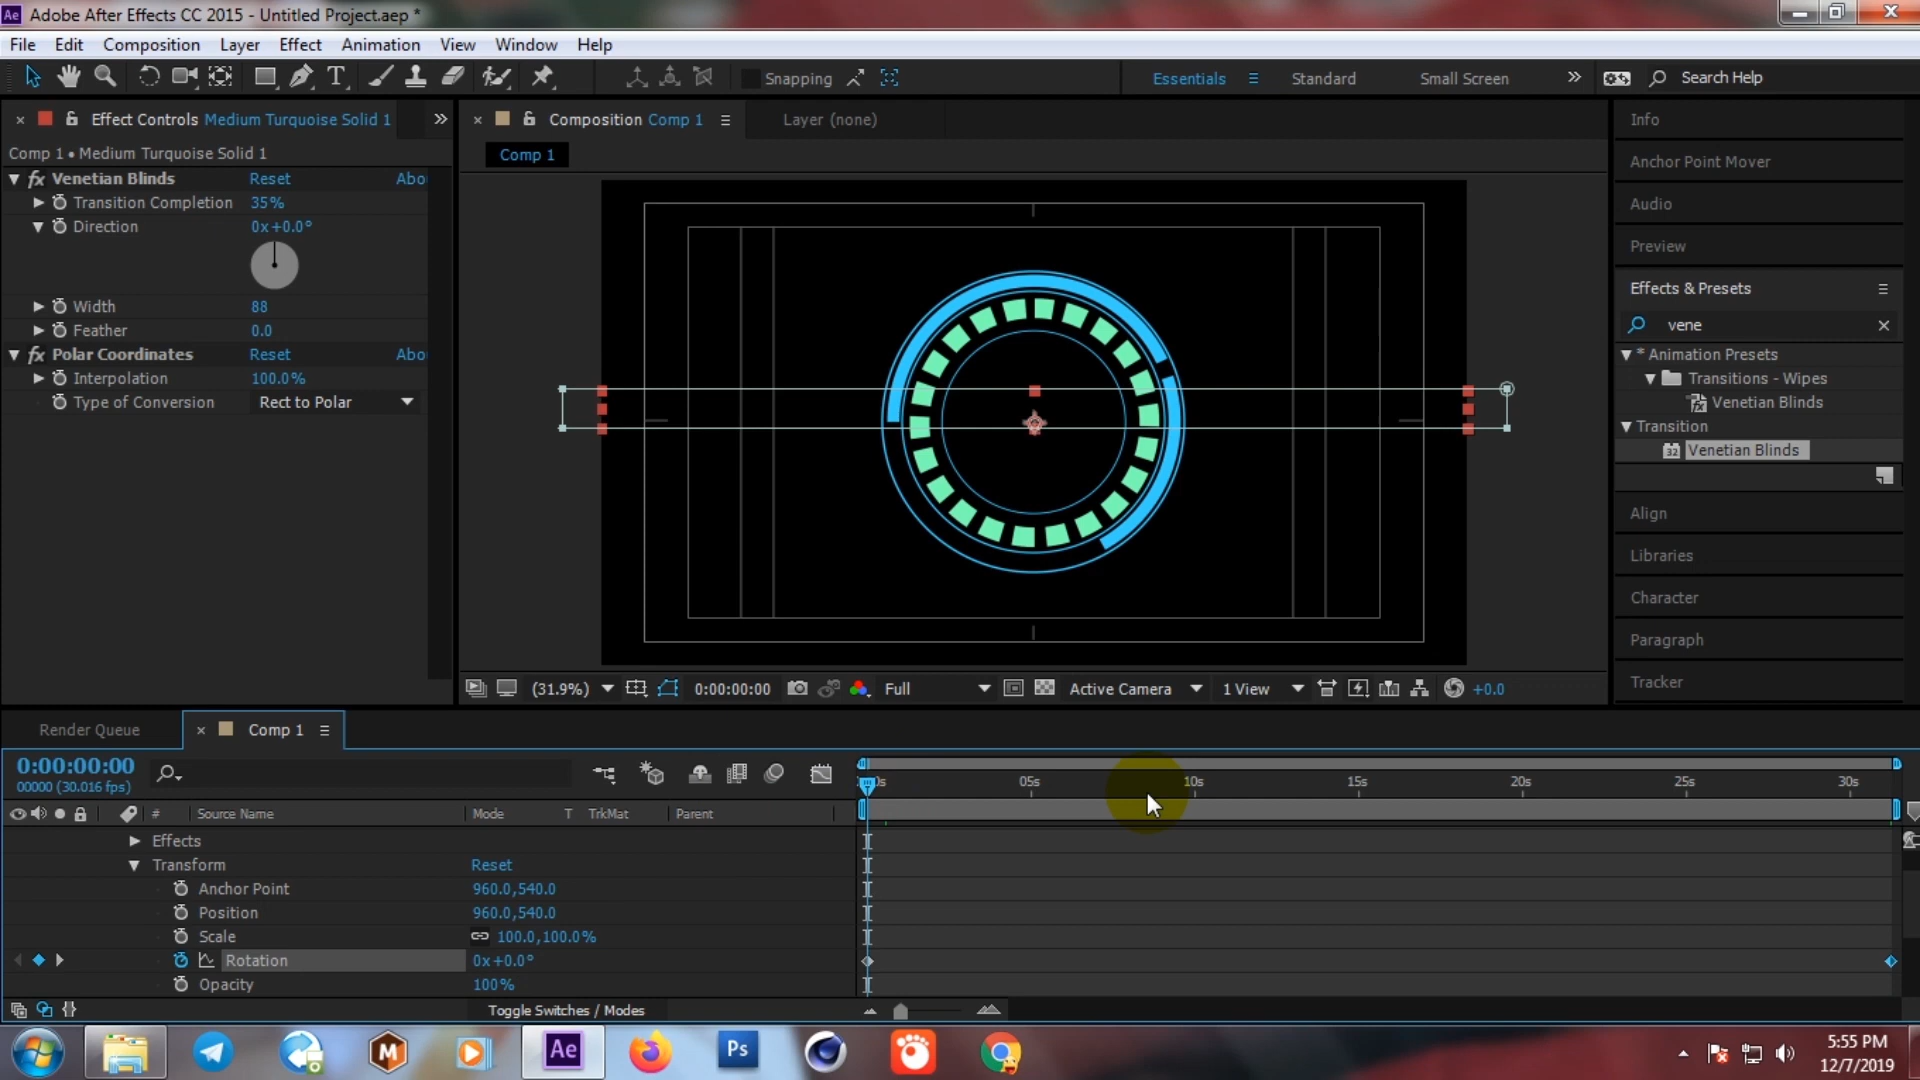 Ae Adobe After Effects CC 2015 - Untitled Project.aep *
File Edit Composition Layer Effect Animation View Window Help
Snapping Essentials Standard Small Screen Search Help
Effect Controls Medium Turquoise Solid 1
Composition Comp 1
Layer (none)
Comp 1 • Medium Turquoise Solid 1
Comp 1
fx Venetian Blinds Reset Abo
Transition Completion 35%
Direction 0x+0.0°
Width 88
Feather 0.0
fx Polar Coordinates Reset Abo
Interpolation 100.0%
Type of Conversion Rect to Polar
Info
Anchor Point Mover
Audio
Preview
Effects & Presets
vene
* Animation Presets
Transitions - Wipes
Venetian Blinds
Transition
32 Venetian Blinds
Align
Libraries
Character
Paragraph
Tracker
(31.9%) 0:00:00:00 Full Active Camera 1 View +0.0
Render Queue Comp 1
0:00:00:00
00000 (30.016 fps)
0s 05s 10s 15s 20s 25s 30s
# Source Name Mode T TrkMat Parent
Effects
Transform Reset
Anchor Point 960.0,540.0
Position 960.0,540.0
Scale 100.0,100.0%
Rotation 0x+0.0°
Opacity 100%
Toggle Switches / Modes
Ae Ps
5:55 PM
12/7/2019